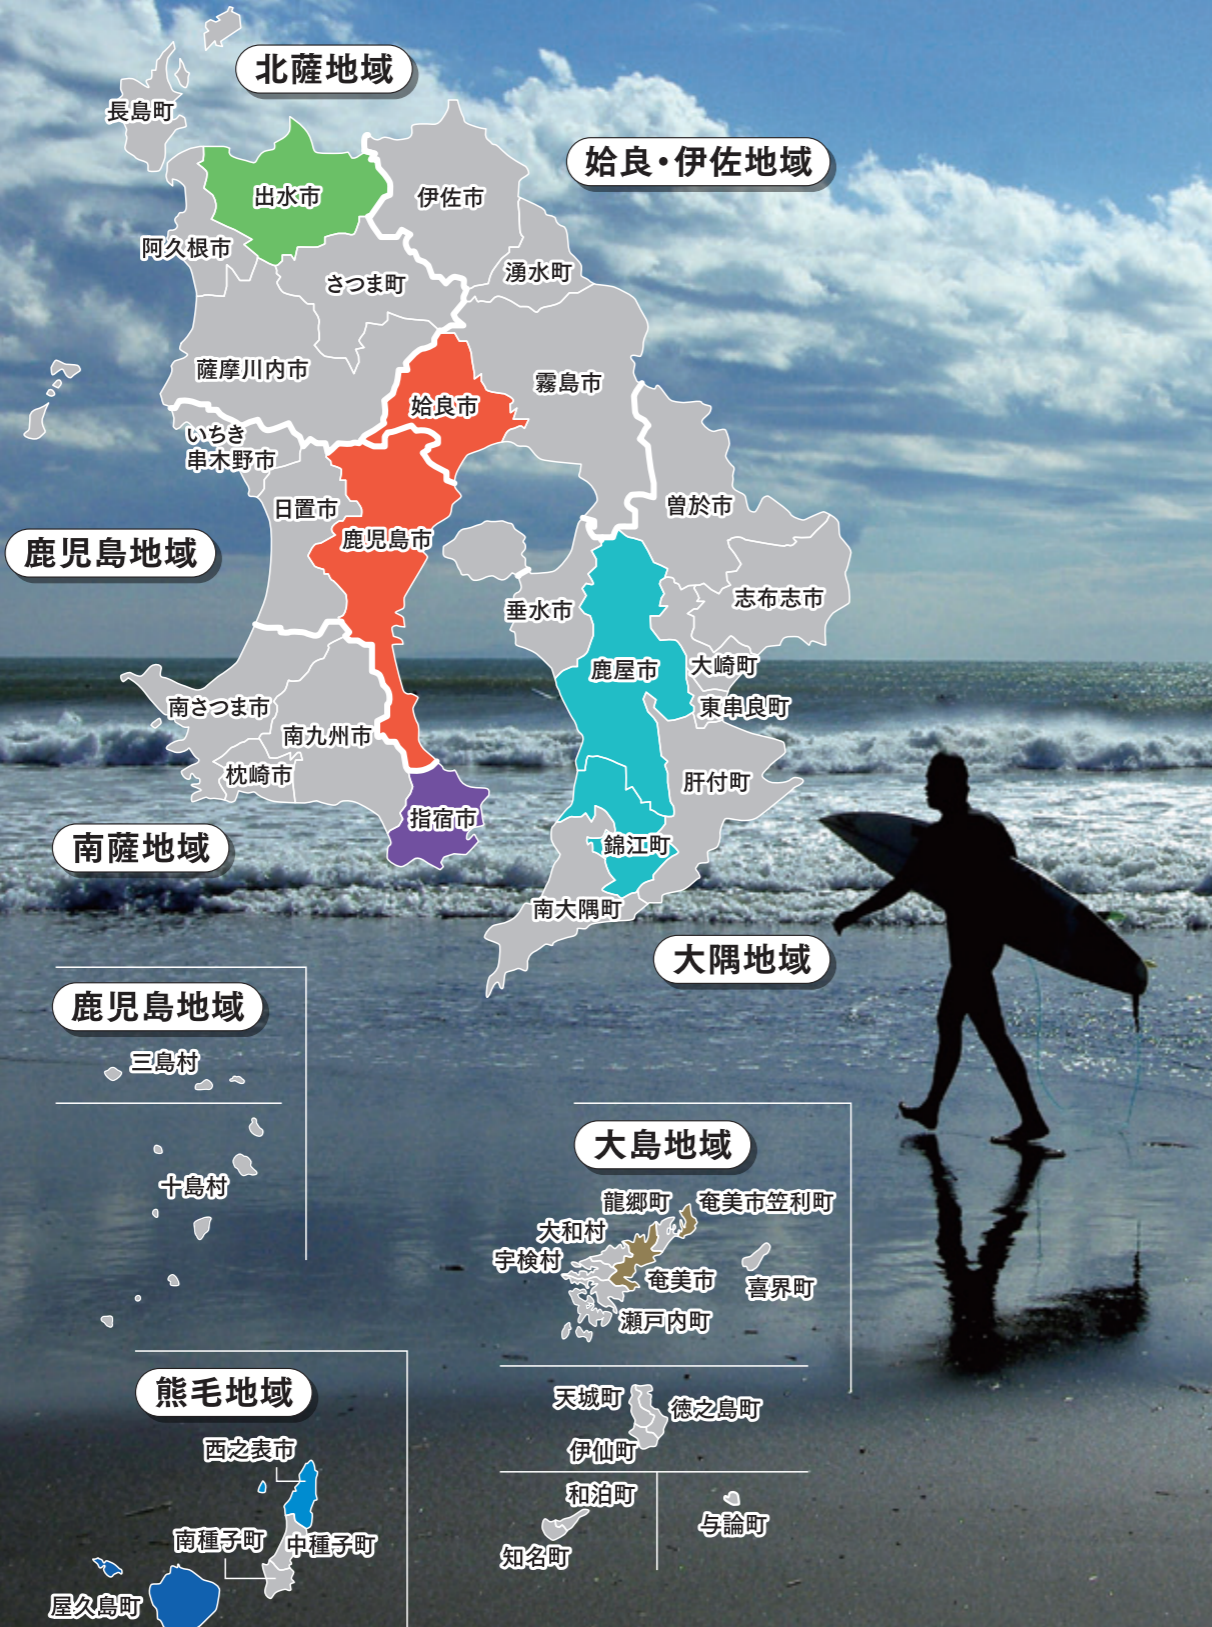 北薩地域
長島町
姶良・伊佐地域
出水市
伊佐市
阿久根市
湧水町
さつま町
薩摩川内市
霧島市
姶良市
いちき
串木野市
日置市
曽於市
鹿児島市
鹿児島地域
志布志市
垂水市
大崎町
鹿屋市
東串良町
南さつま市
南九州市
枕崎市
肝付町
指宿市
錦江町
南薩地域
南大隅町
大隅地域
鹿児島地域
三島村
十島村
大島地域
龍郷町
奄美市笠利町
大和村
宇検村
奄美市
喜界町
瀬戸内町
熊毛地域
天城町
徳之島町
伊仙町
西之表市
和泊町
与論町
南種子町
中種子町
知名町
屋久島町